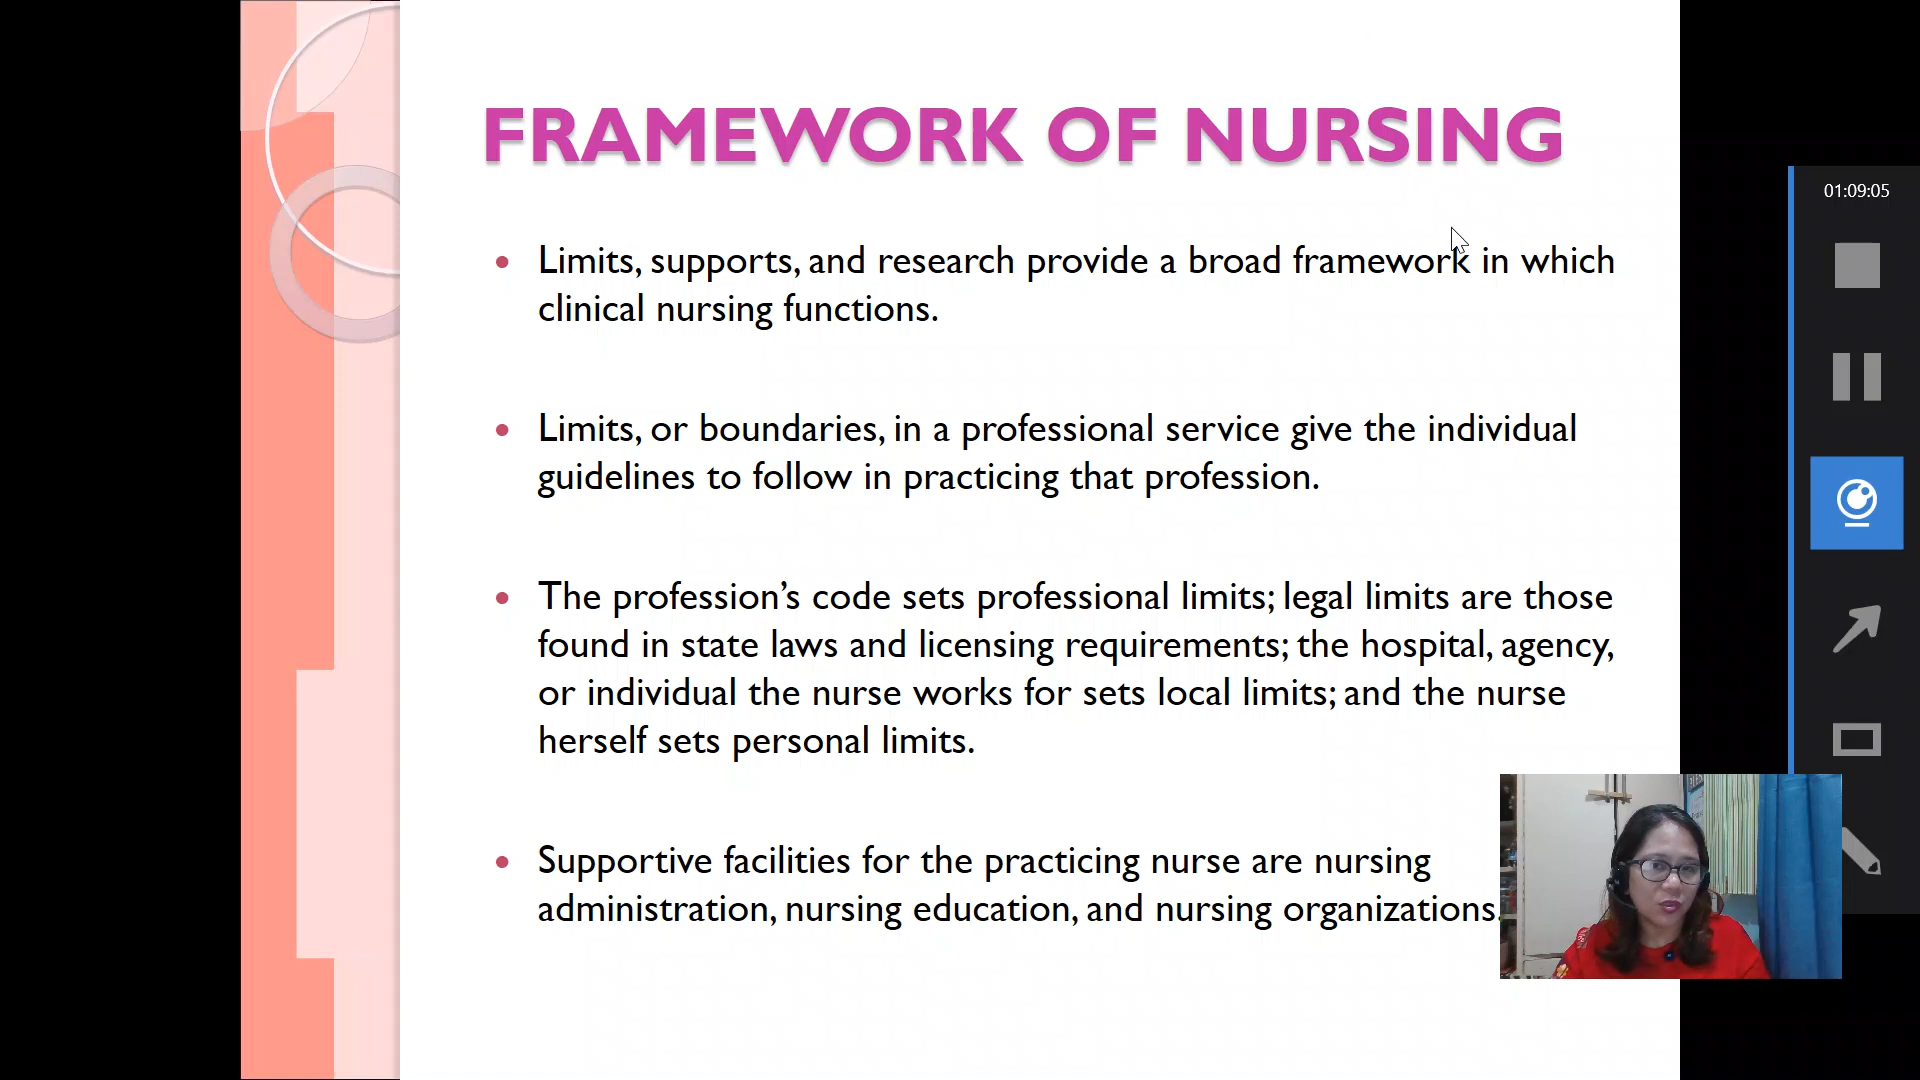 FRAMEWORK OF NURSING
01:09:05
• Limits, supports, and research provide a broad framework in which
clinical nursing functions.
• Limits, or boundaries, in a professional service give the individual
guidelines to follow in practicing that profession.
• The profession’s code sets professional limits; legal limits are those
found in state laws and licensing requirements; the hospital, agency,
or individual the nurse works for sets local limits; and the nurse
herself sets personal limits.
• Supportive facilities for the practicing nurse are nursing
administration, nursing education, and nursing organizations.